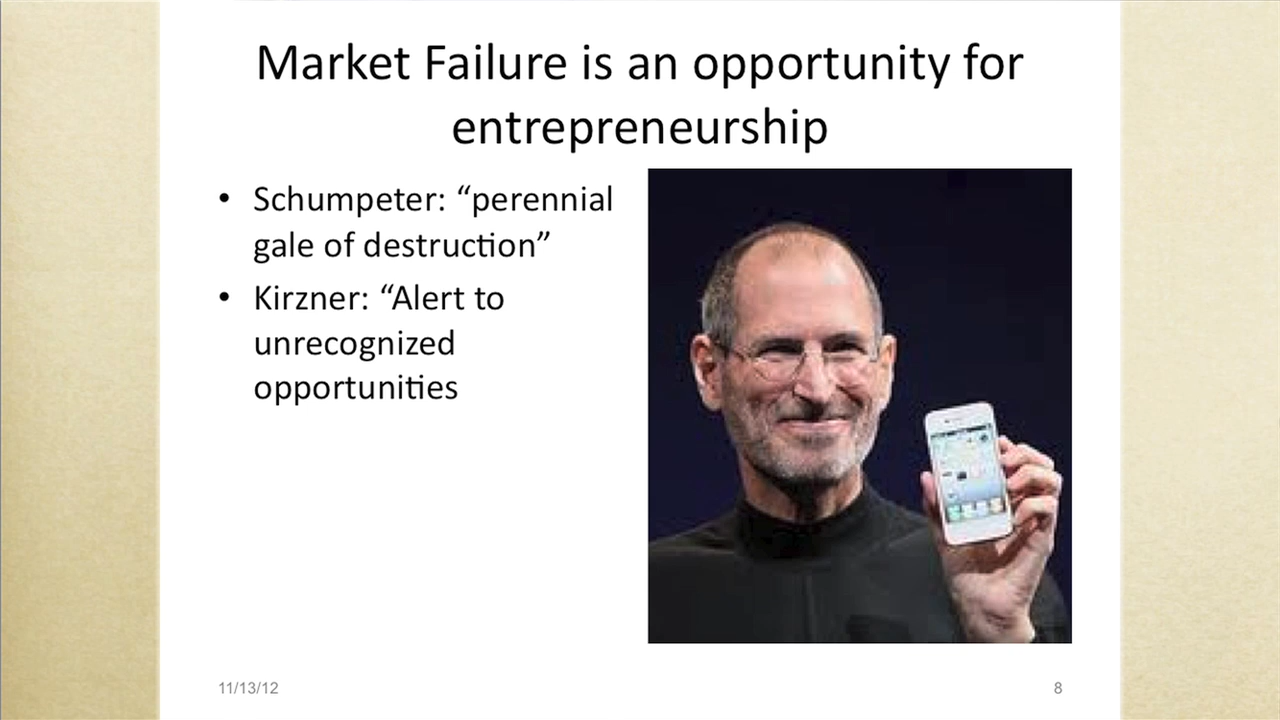 Market Failure is an opportunity for
entrepreneurship
• Schumpeter: “perennial
gale of destruction”
• Kirzner: “Alert to
unrecognized
opportunities
11/13/12
8